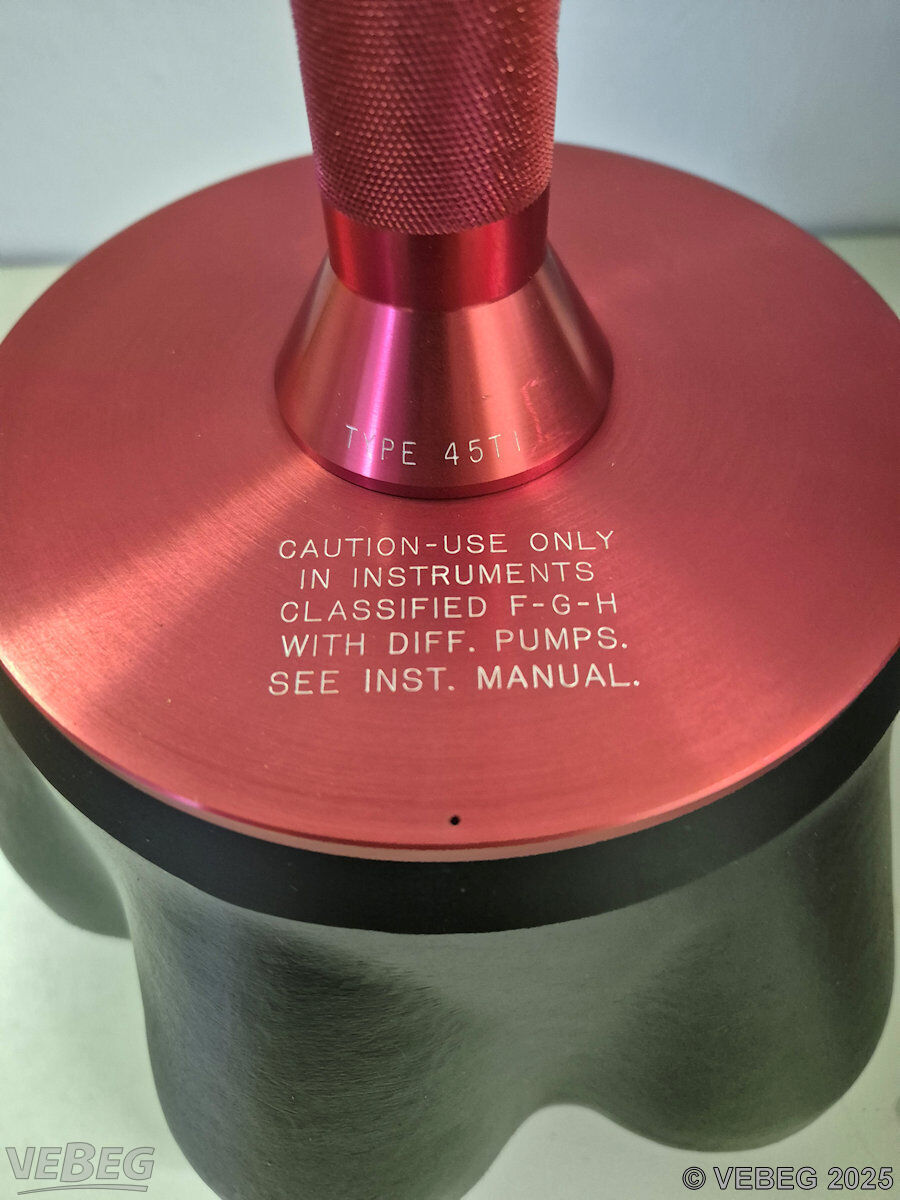 TYPE 45TI
CAUTION-USE ONLY
IN INSTRUMENTS
CLASSIFIED F-G-H
WITH DIFF. PUMPS.
SEE INST. MANUAL.
VEBEG
© VEBEG 2025